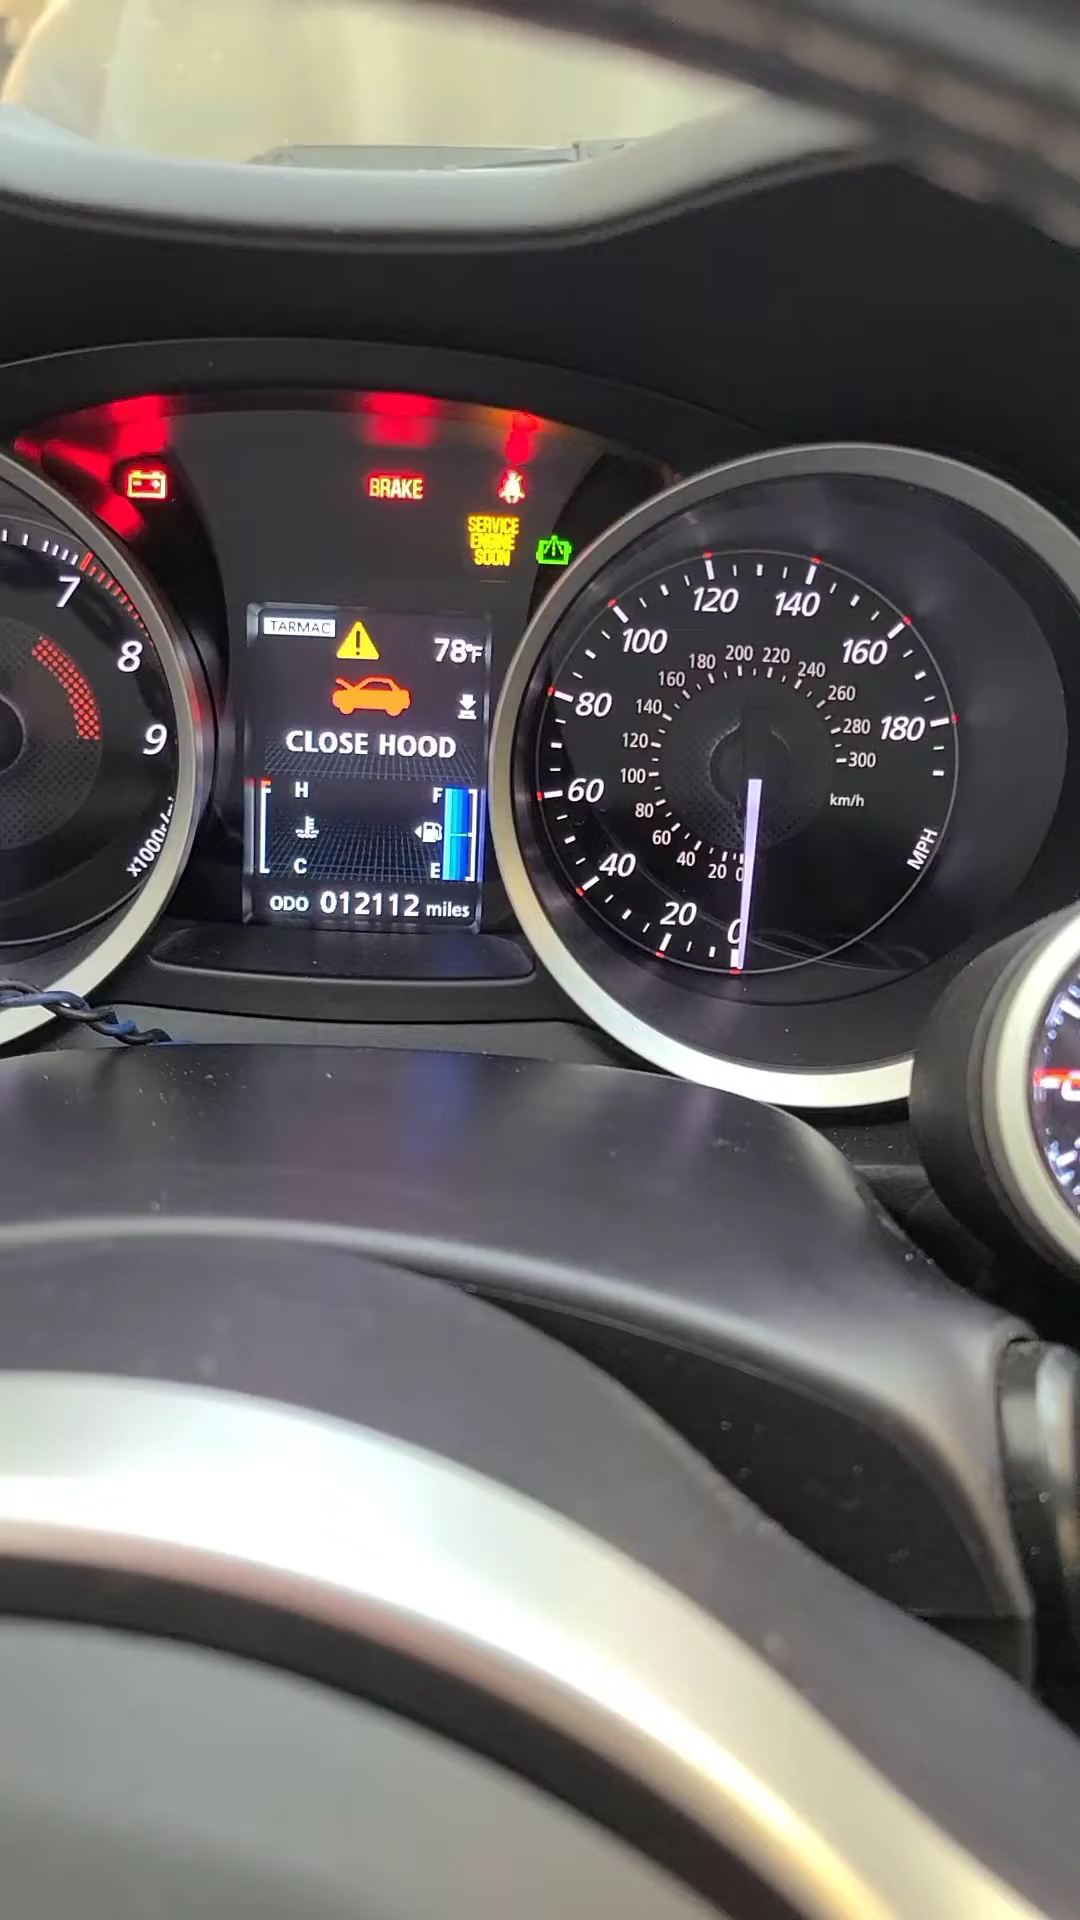 BRAKE
SERVICE
ENGINE
SOON
TARMAC
78°F
CLOSE HOOD
H
F
C
E
ODO 012112 miles
7
8
9
x1000r/min
0
20
40
60
80
100
120
140
160
180
MPH
0
20
40
60
80
100
120
140
160
180
200
220
240
260
280
300
km/h